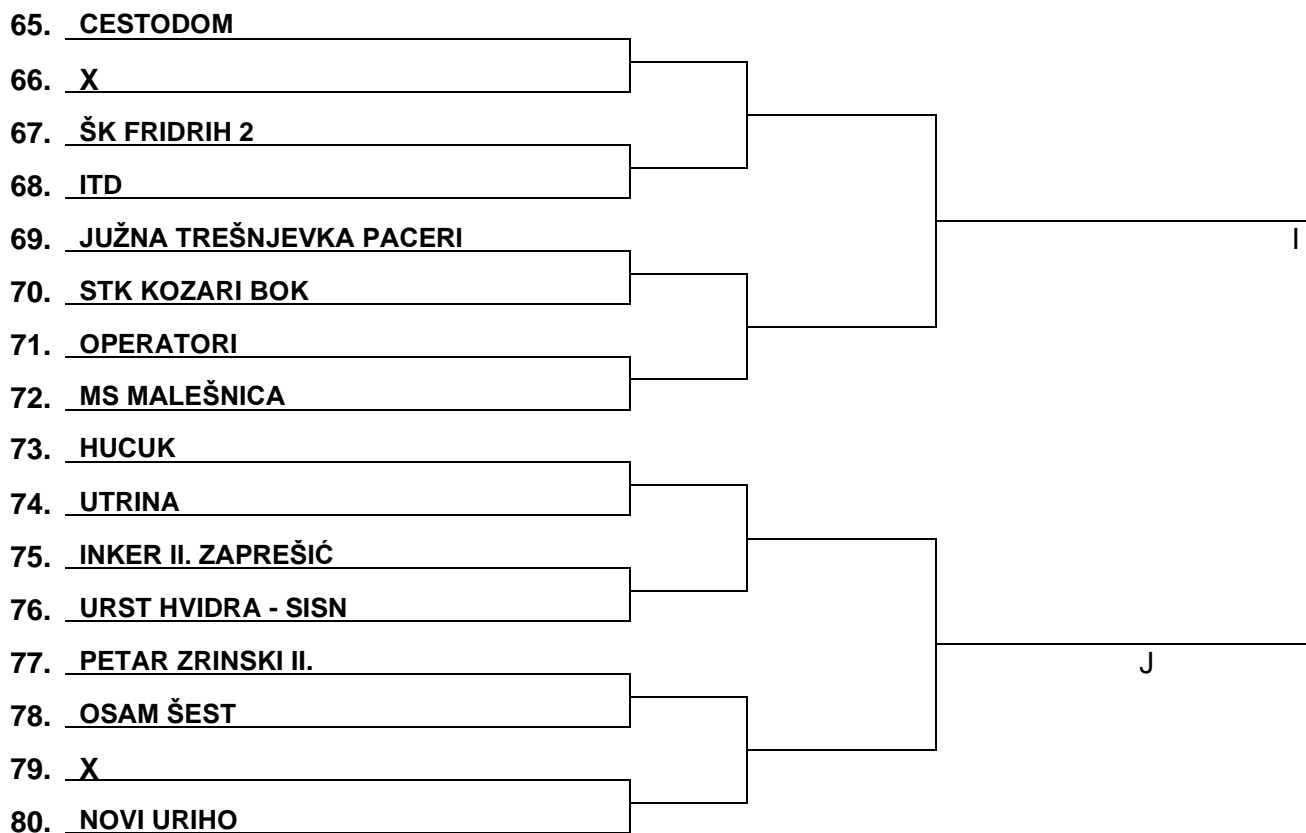 65. CESTODOM
66. X
67. ŠK FRIDRIH 2
68. ITD
69. JUŽNA TREŠNJEVKA PACERI
I
70. STK KOZARI BOK
71. OPERATORI
72. MS MALEŠNICA
73. HUCUK
74. UTRINA
75. INKER II. ZAPREŠIĆ
76. URST HVIDRA - SISN
77. PETAR ZRINSKI II.
J
78. OSAM ŠEST
79. X
80. NOVI URIHO